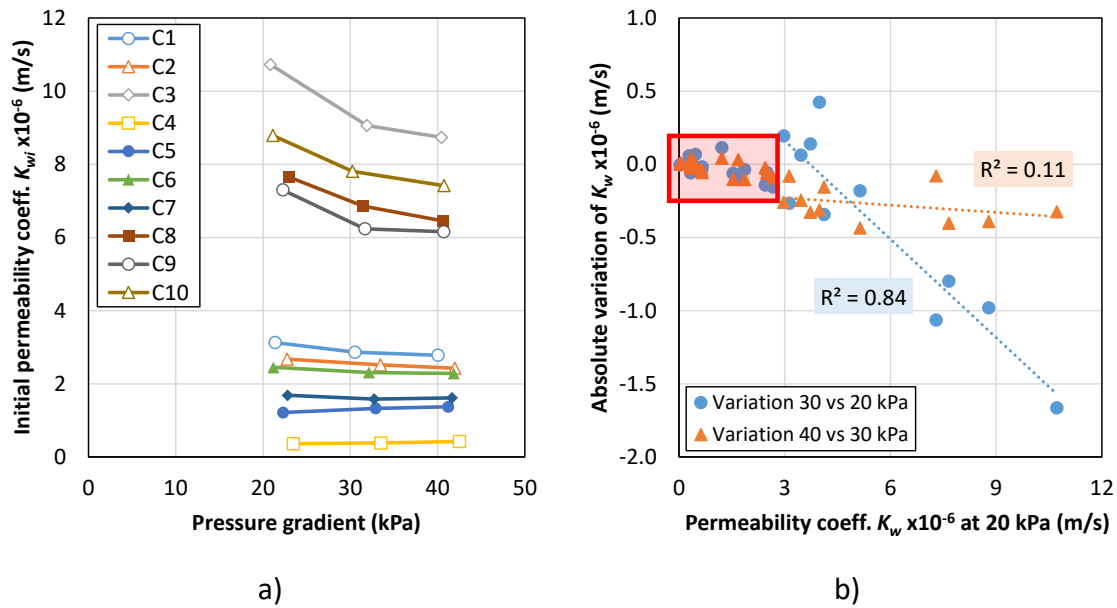 Initial permeability coeff. Kwi x10-6 (m/s)
12
10
8
6
4
2
0
C1
C2
C3
C4
C5
C6
C7
C8
C9
C10
0 10 20 30 40 50
Pressure gradient (kPa)
a)
Absolute variation of Kw x10-6 (m/s)
1.0
0.5
0.0
-0.5
-1.0
-1.5
-2.0
R² = 0.11
R² = 0.84
Variation 30 vs 20 kPa
Variation 40 vs 30 kPa
0 3 6 9 12
Permeability coeff. Kw x10-6 at 20 kPa (m/s)
b)